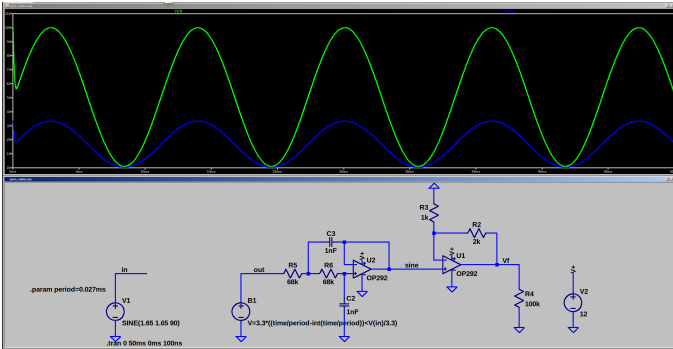 R3
1k
C3
1nF
R2
2k
V+
U2
V+
U1
in
out
R5
R6
OP292
sine
Vf
OP292
V+
68k
68k
.param period=0.027ms
R4
V2
100k
V1
B1
C2
12
1nF
SINE(1.65 1.65 90)
V=3.3*((time/period-int(time/period))<V(in)/3.3)
.tran 0 50ms 0ms 100ns